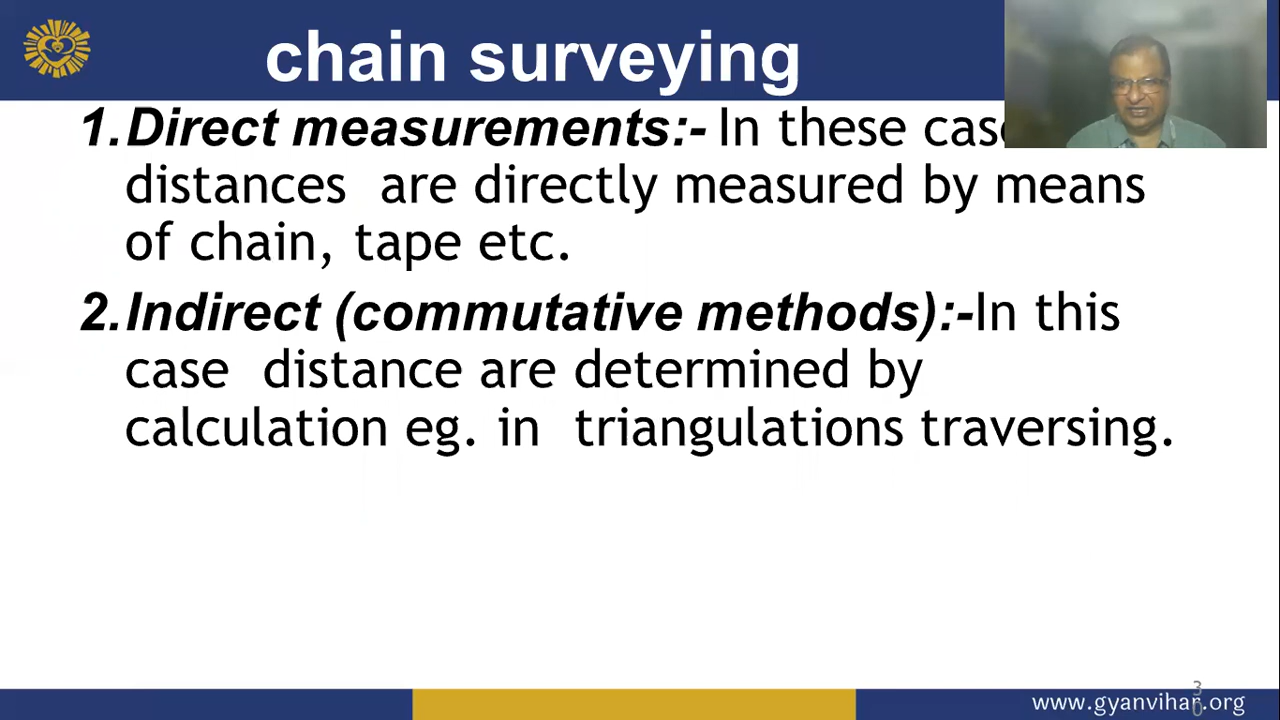 chain surveying
1.Direct measurements:- In these
distances are directly measured by means
of chain, tape etc.
2.Indirect (commutative methods):-In this
case distance are determined by
calculation eg. in triangulations traversing.
30
www.gyanvihar.org